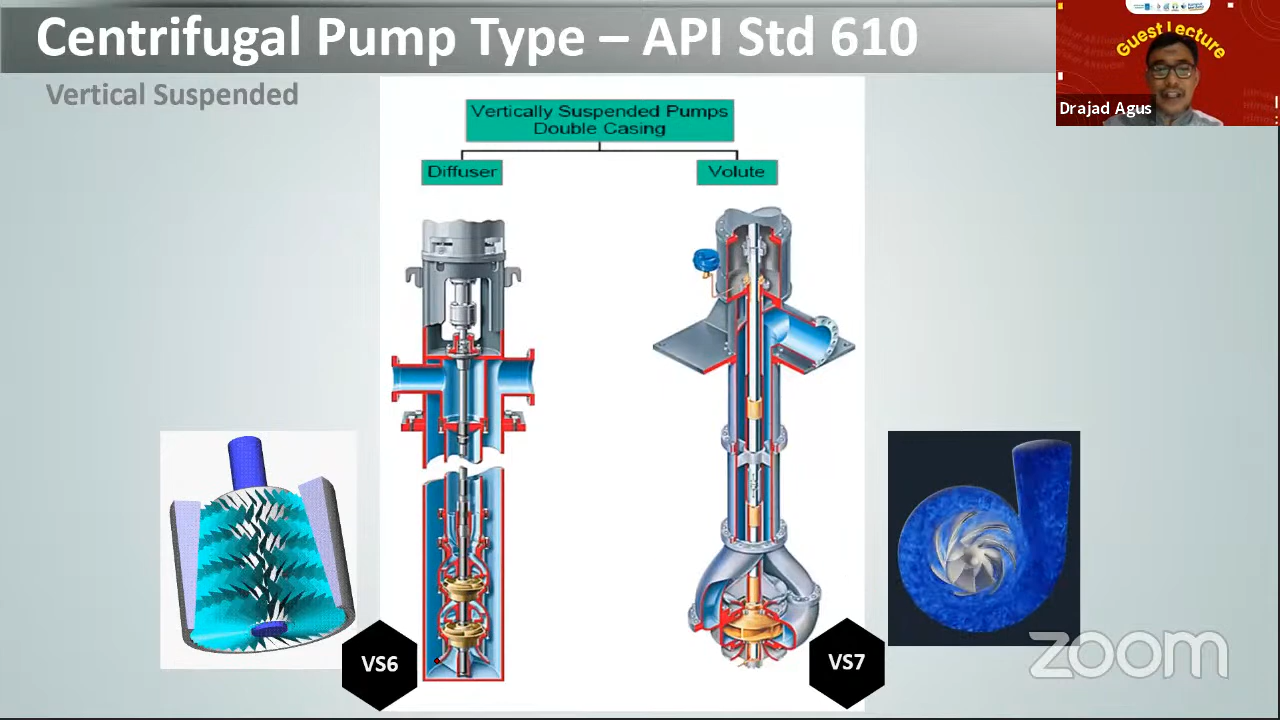 Centrifugal Pump Type – API Std 610
Guest Lecture
Drajad Agus
Vertical Suspended
Vertically Suspended Pumps
Double Casing
Diffuser
Volute
VS6
VS7
zoom